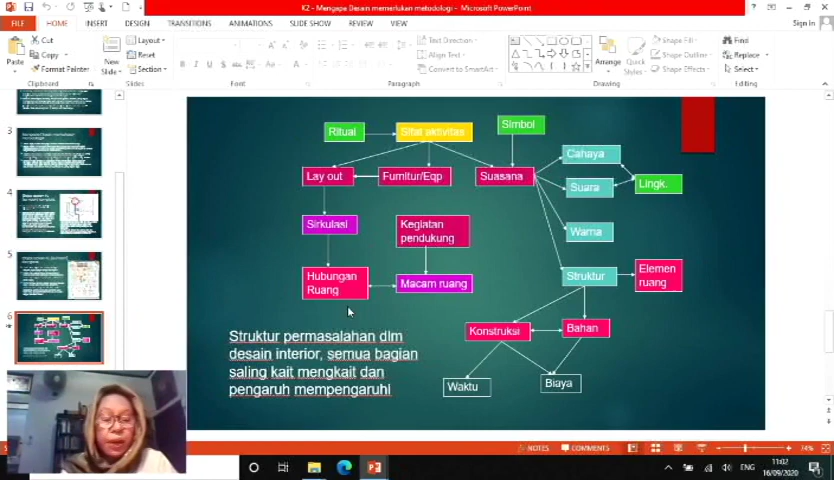 K2 - Mengapa Desain memerlukan metodologi - Microsoft PowerPoint
Sign in
FILE HOME INSERT DESIGN TRANSITIONS ANIMATIONS SLIDE SHOW REVIEW VIEW
Cut
Copy
Format Painter
Paste
Clipboard
New
Slide
Layout
Reset
Section
Slides
Font
Text Direction
Align Text
Convert to SmartArt
Paragraph
Arrange
Quick
Styles
Shape Fill
Shape Outline
Shape Effects
Drawing
Find
Replace
Select
Editing
3
4
5
6
Ritual
Sifat aktivitas
Simbol
Cahaya
Lay out
Furnitur/Eqp
Suasana
Suara
Lingk.
Sirkulasi
Kegiatan
pendukung
Warna
Hubungan
Ruang
Macam ruang
Struktur
Elemen
ruang
Struktur permasalahan dlm
desain interior, semua bagian
saling kait mengkait dan
pengaruh mempengaruhi
Konstruksi
Bahan
Waktu
Biaya
NOTES
COMMENTS
74%
ENG
11:02
16/09/2020